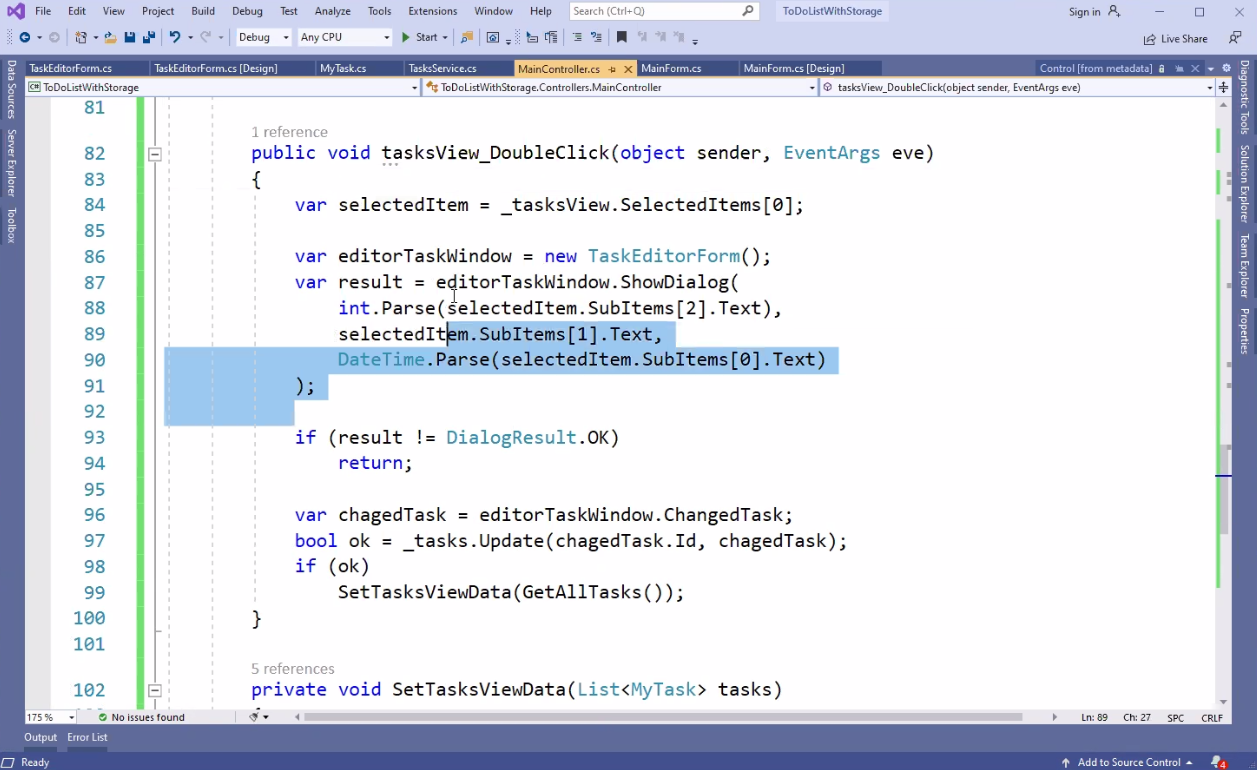 File Edit View Project Build Debug Test Analyze Tools Extensions Window Help Search (Ctrl+Q) ToDoListWithStorage Sign in
Debug Any CPU Start Live Share
TaskEditorForm.cs TaskEditorForm.cs [Design] MyTask.cs TasksService.cs MainController.cs MainForm.cs MainForm.cs [Design] Control [from metadata]
ToDoListWithStorage ToDoListWithStorage.Controllers.MainController tasksView_DoubleClick(object sender, EventArgs eve)
Data Sources
Server Explorer
Toolbox
81
1 reference
82 public void tasksView_DoubleClick(object sender, EventArgs eve)
83 {
84 var selectedItem = _tasksView.SelectedItems[0];
85
86 var editorTaskWindow = new TaskEditorForm();
87 var result = editorTaskWindow.ShowDialog(
88 int.Parse(selectedItem.SubItems[2].Text),
89 selectedItem.SubItems[1].Text,
90 DateTime.Parse(selectedItem.SubItems[0].Text)
91 );
92
93 if (result != DialogResult.OK)
94 return;
95
96 var chagedTask = editorTaskWindow.ChangedTask;
97 bool ok = _tasks.Update(chagedTask.Id, chagedTask);
98 if (ok)
99 SetTasksViewData(GetAllTasks());
100 }
101
5 references
102 private void SetTasksViewData(List<MyTask> tasks)
Diagnostic Tools
Solution Explorer
Team Explorer
Properties
175 % No issues found Ln: 89 Ch: 27 SPC CRLF
Output Error List
Ready Add to Source Control 4